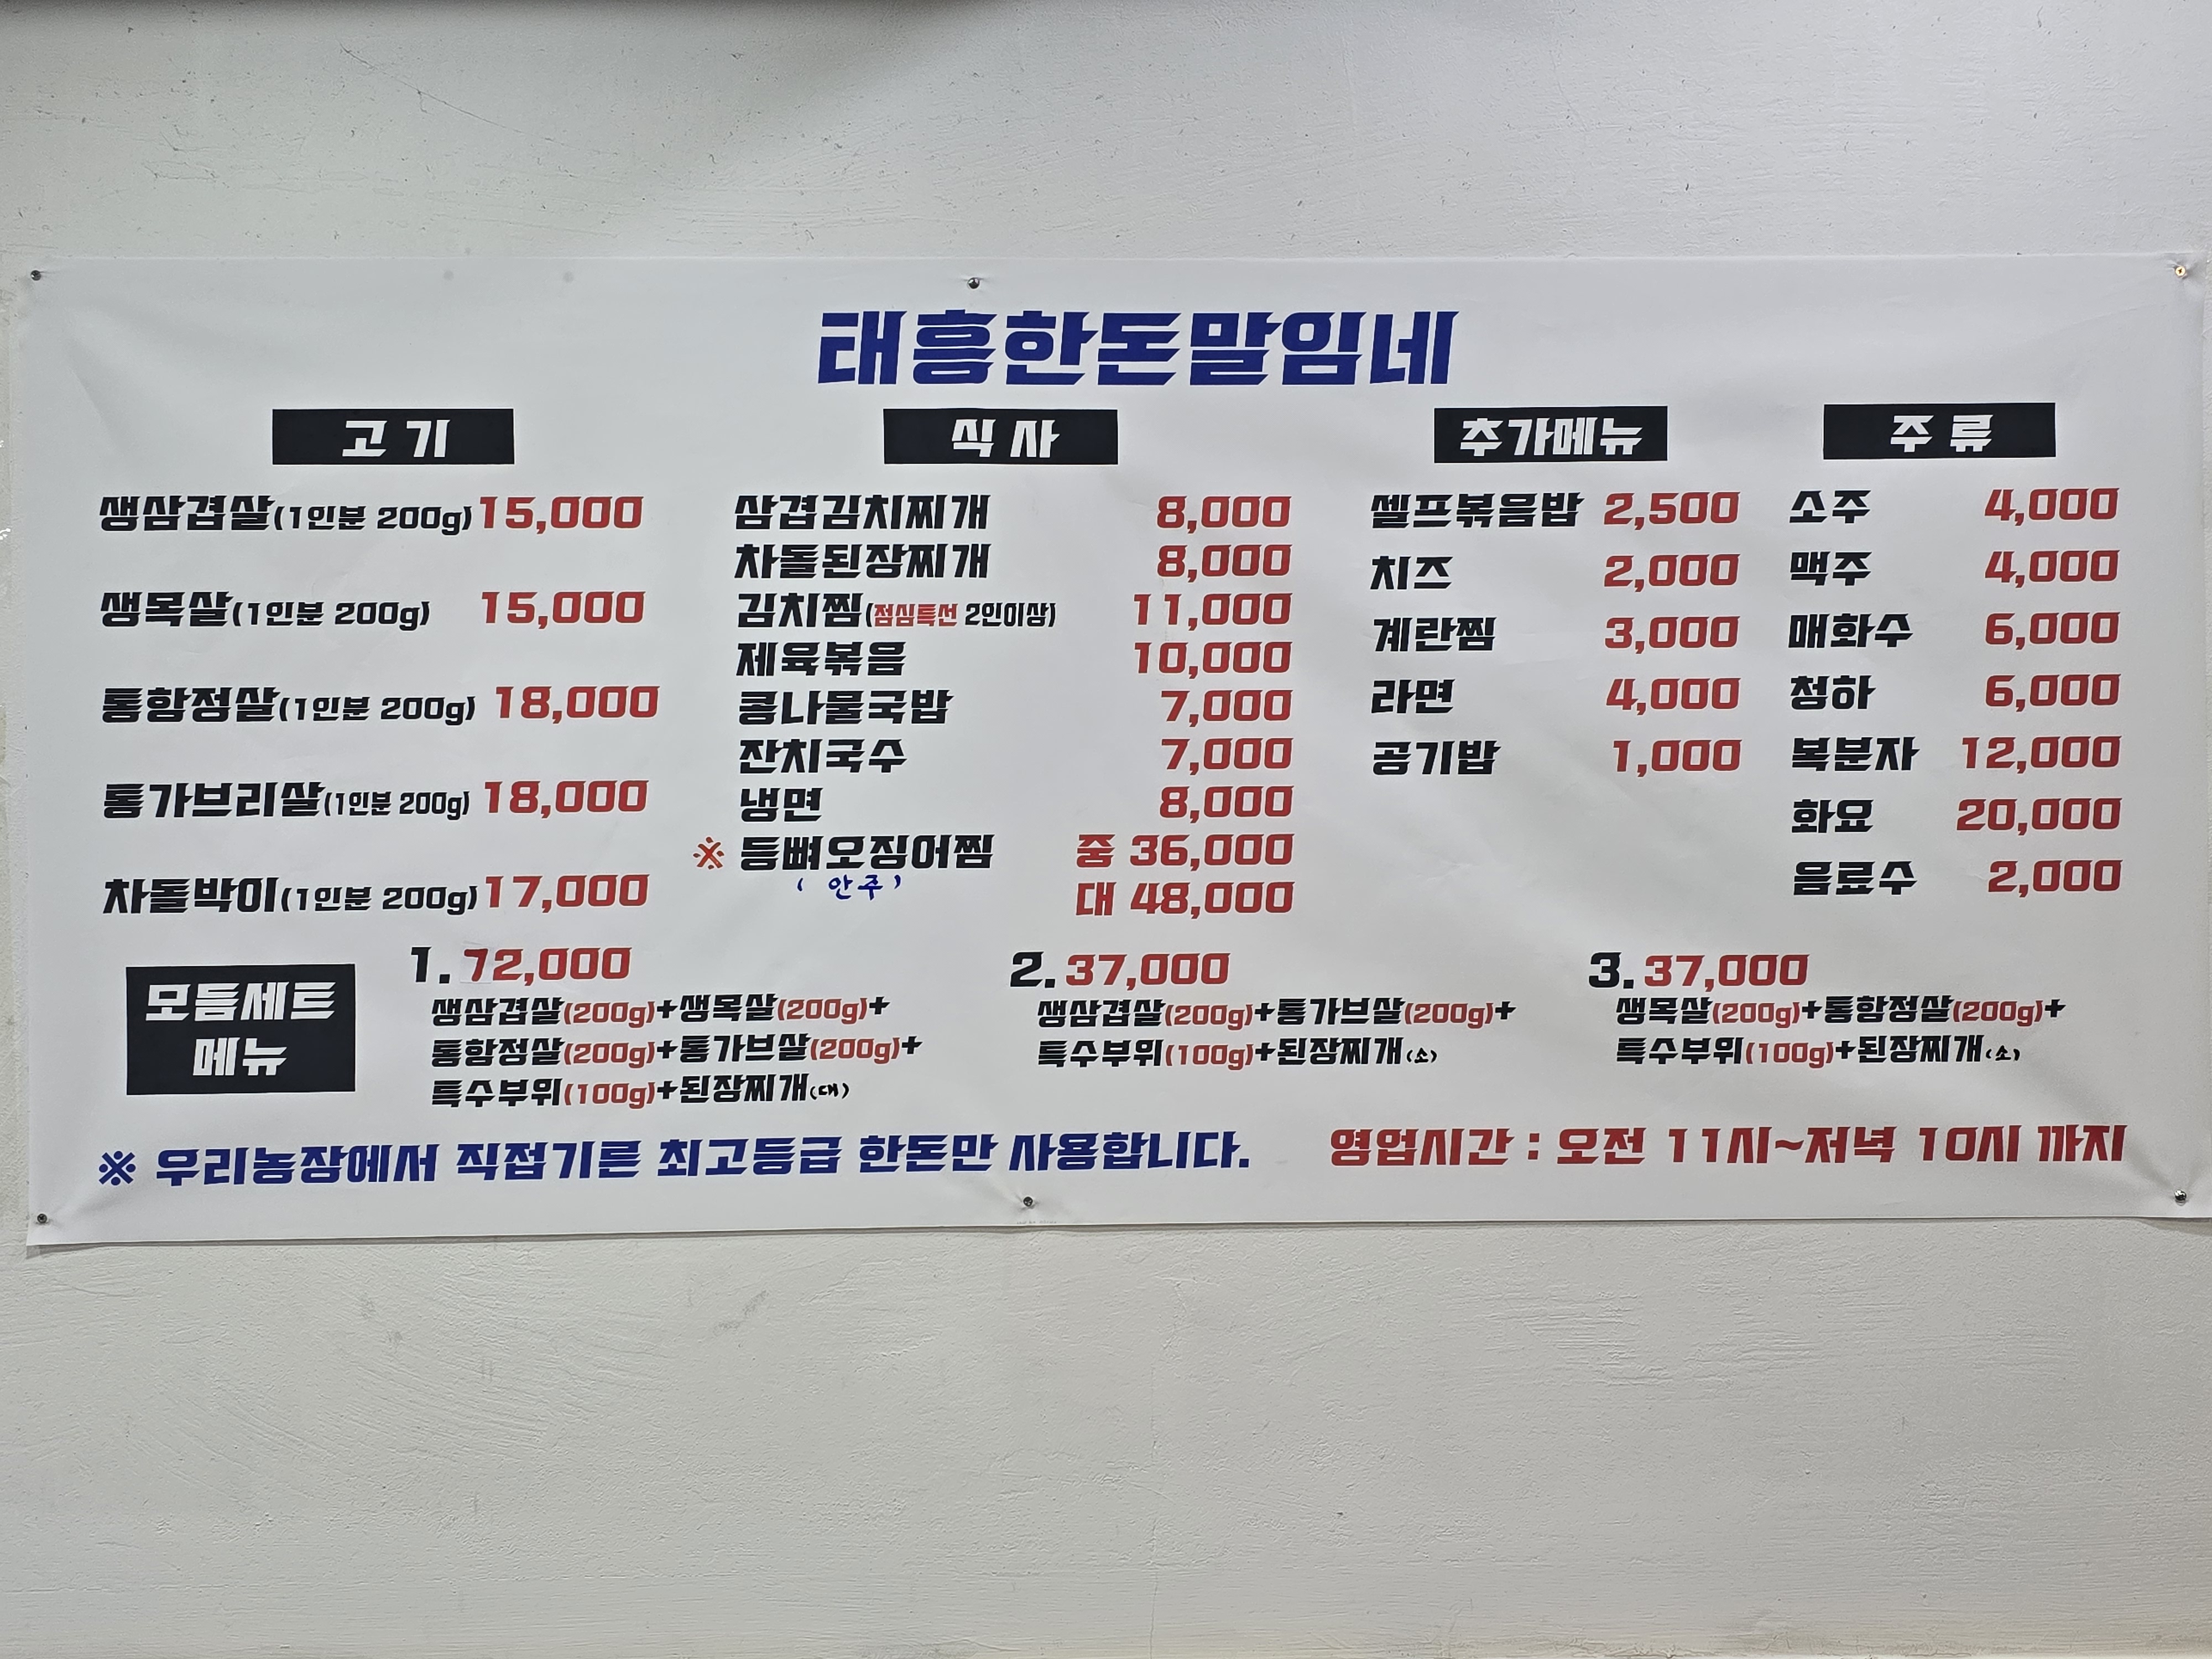 태흥한돈말임네
고기
생삼겹살(1인분 200g) 15,000
생목살(1인분 200g) 15,000
통항정살(1인분 200g) 18,000
통가브리살(1인분 200g) 18,000
차돌박이(1인분 200g) 17,000
식사
삼겹김치찌개 8,000
차돌된장찌개 8,000
김치찜(점심특선 2인이상) 11,000
제육볶음 10,000
콩나물국밥 7,000
잔치국수 7,000
냉면 8,000
※ 등뼈오징어찜 중 36,000
(안주) 대 48,000
추가메뉴
셀프볶음밥 2,500
치즈 2,000
계란찜 3,000
라면 4,000
공기밥 1,000
주류
소주 4,000
맥주 4,000
매화수 6,000
청하 6,000
복분자 12,000
화요 20,000
음료수 2,000
모듬세트
메뉴
1. 72,000
생삼겹살(200g)+생목살(200g)+
통항정살(200g)+통가브살(200g)+
특수부위(100g)+된장찌개(대)
2. 37,000
생삼겹살(200g)+통가브살(200g)+
특수부위(100g)+된장찌개(소)
3. 37,000
생목살(200g)+통항정살(200g)+
특수부위(100g)+된장찌개(소)
※ 우리농장에서 직접기른 최고등급 한돈만 사용합니다.
영업시간 : 오전 11시~저녁 10시 까지